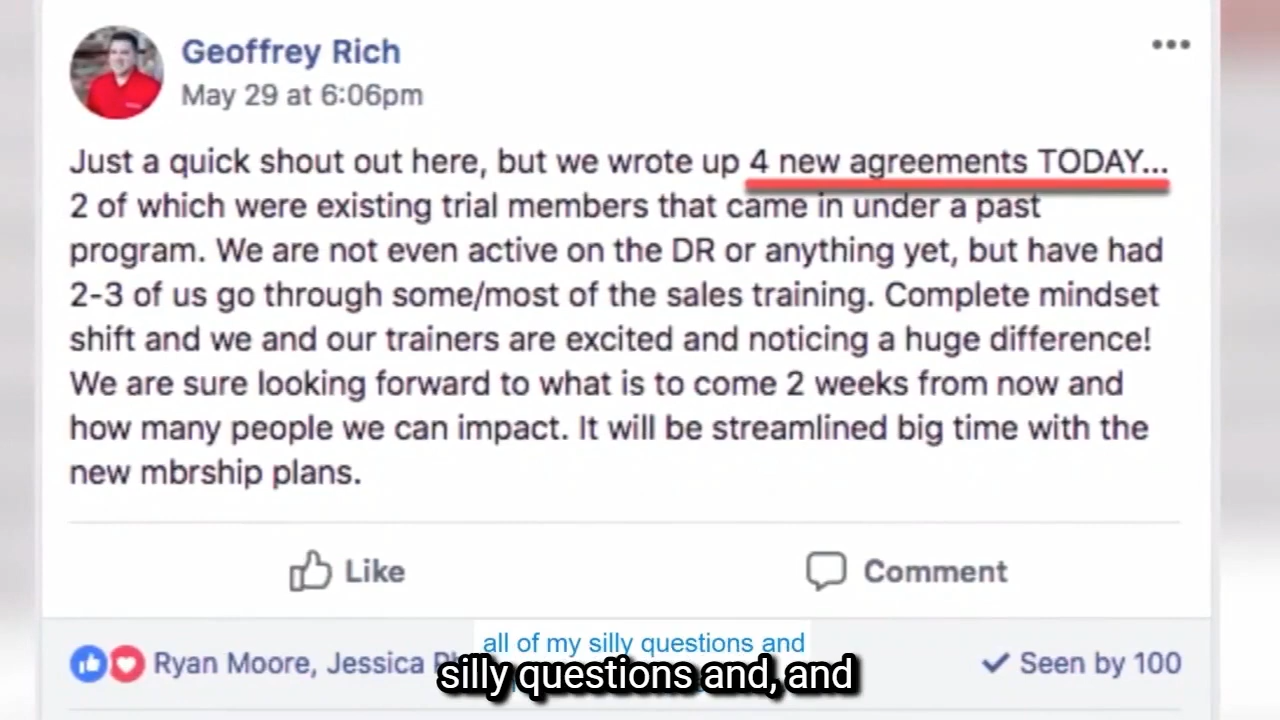 Geoffrey Rich
May 29 at 6:06pm
Just a quick shout out here, but we wrote up 4 new agreements TODAY...
2 of which were existing trial members that came in under a past
program. We are not even active on the DR or anything yet, but have had
2-3 of us go through some/most of the sales training. Complete mindset
shift and we and our trainers are excited and noticing a huge difference!
We are sure looking forward to what is to come 2 weeks from now and
how many people we can impact. It will be streamlined big time with the
new mbrship plans.
Like
Comment
all of my silly questions and
Ryan Moore, Jessica
Seen by 100
silly questions and, and